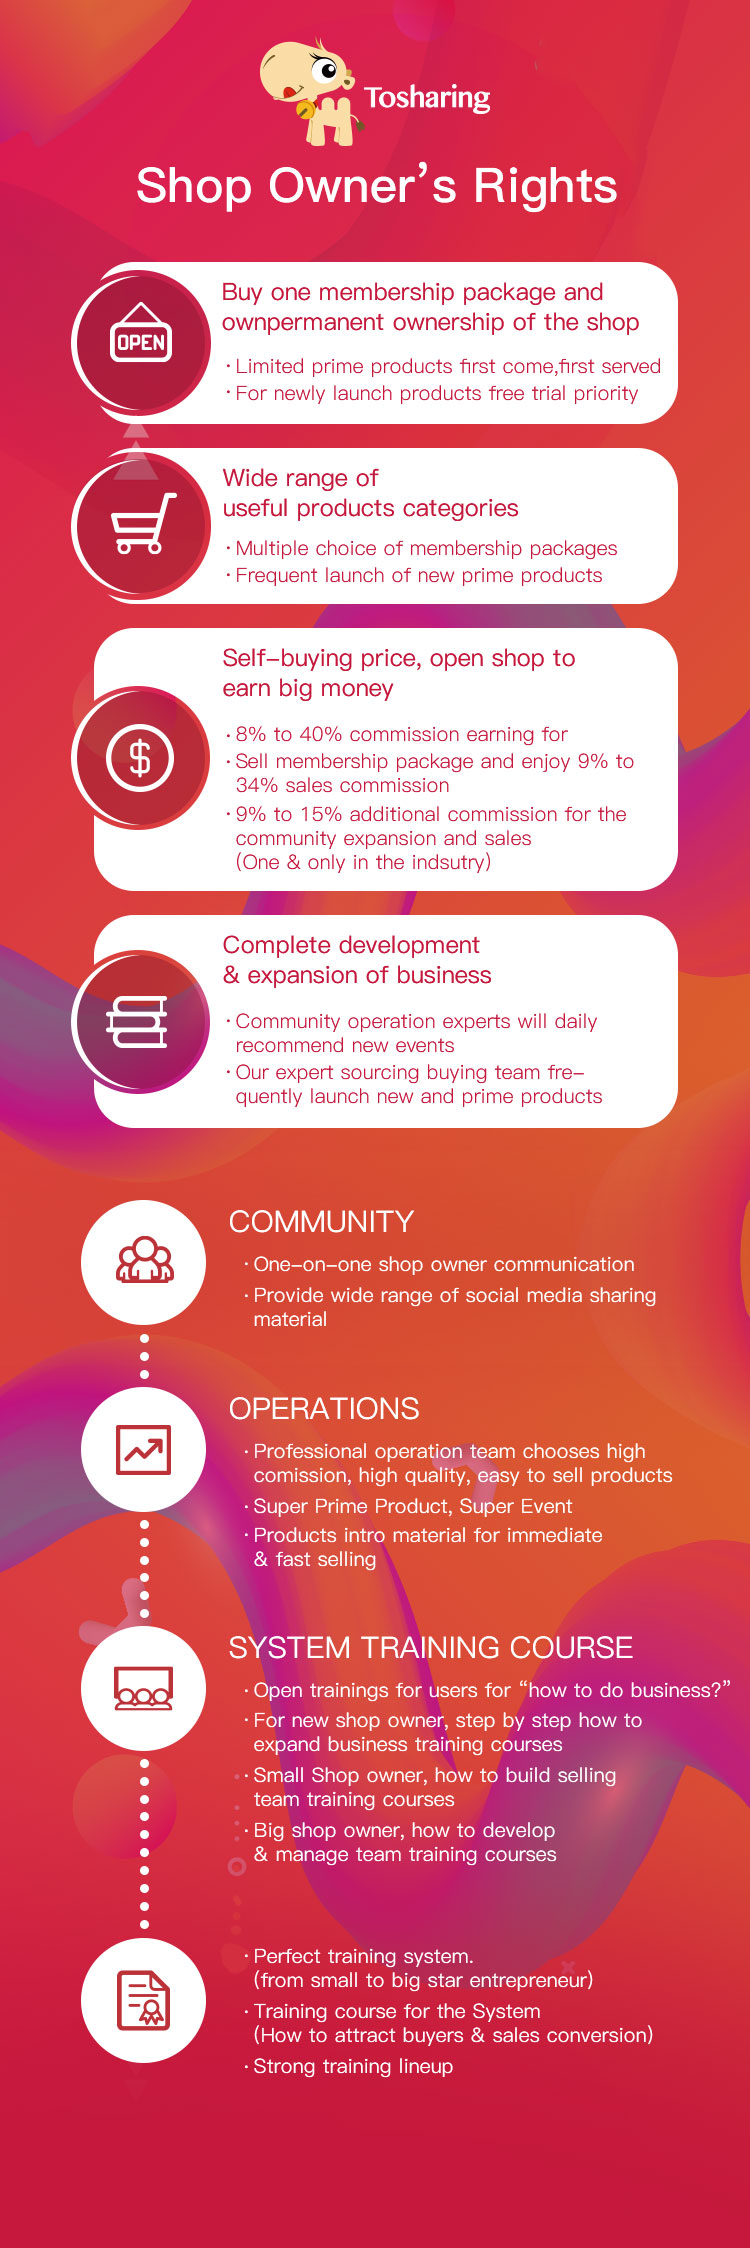 Tosharing
Shop Owner’s Rights
OPEN
Buy one membership package and
ownpermanent ownership of the shop
· Limited prime products first come,first served
· For newly launch products free trial priority
Wide range of
useful products categories
· Multiple choice of membership packages
· Frequent launch of new prime products
Self-buying price, open shop to
earn big money
$
· 8% to 40% commission earning for
· Sell membership package and enjoy 9% to
34% sales commission
· 9% to 15% additional commission for the
community expansion and sales
(One & only in the indsutry)
Complete development
& expansion of business
· Community operation experts will daily
recommend new events
· Our expert sourcing buying team fre-
quently launch new and prime products
COMMUNITY
· One-on-one shop owner communication
· Provide wide range of social media sharing
material
OPERATIONS
· Professional operation team chooses high
comission, high quality, easy to sell products
· Super Prime Product, Super Event
· Products intro material for immediate
& fast selling
SYSTEM TRAINING COURSE
· Open trainings for users for “how to do business?”
· For new shop owner, step by step how to
expand business training courses
· Small Shop owner, how to build selling
team training courses
· Big shop owner, how to develop
& manage team training courses
· Perfect training system.
(from small to big star entrepreneur)
· Training course for the System
(How to attract buyers & sales conversion)
· Strong training lineup